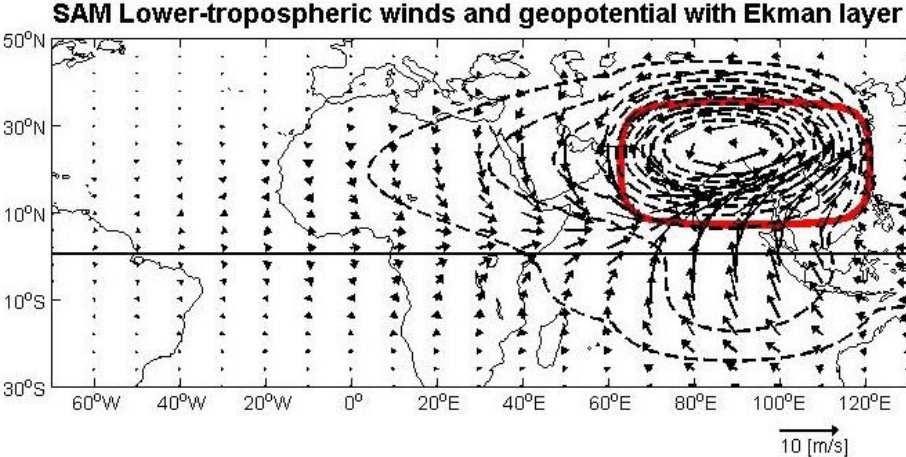 SAM Lower-tropospheric winds and geopotential with Ekman layer
50°N
30°N
10°N
10°S
30°S
60°W 40°W 20°W 0° 20°E 40°E 60°E 80°E 100°E 120°E
10 [m/s]